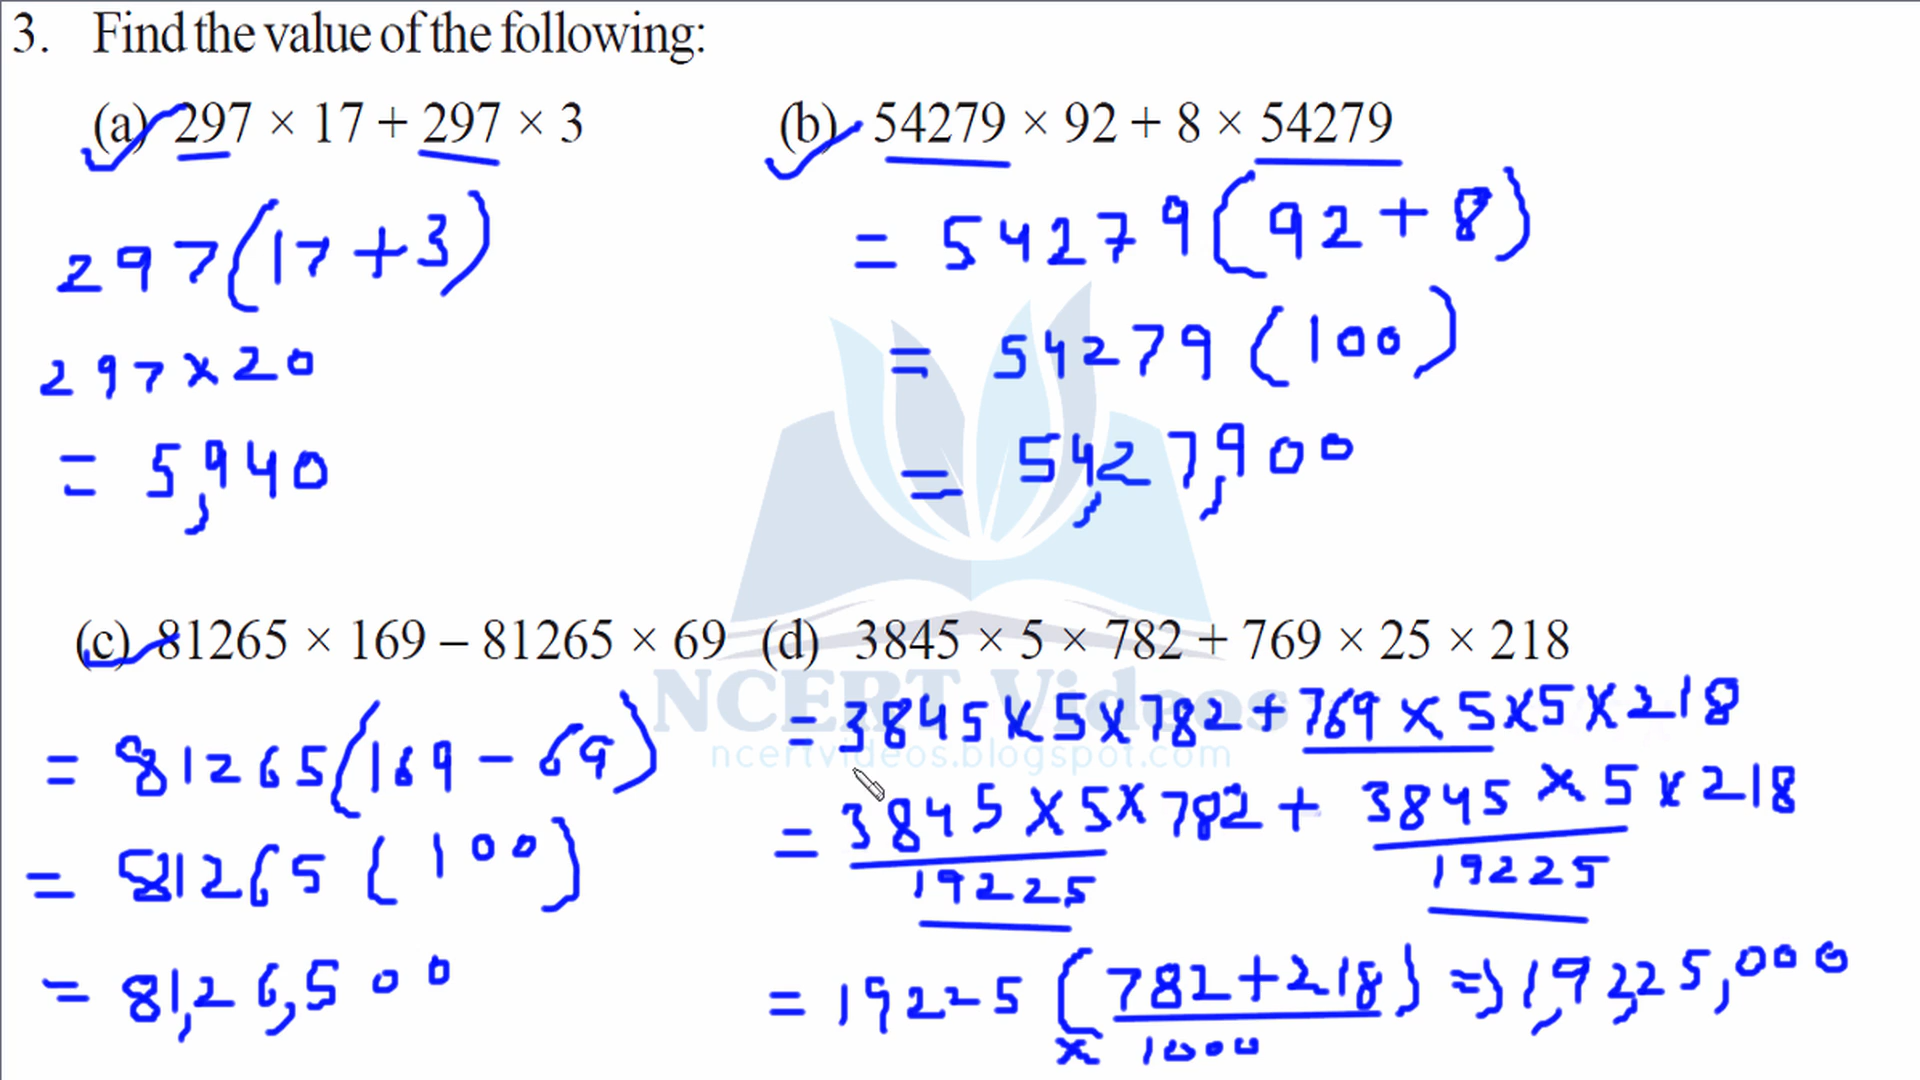 3. Find the value of the following:
(a) 297 × 17 + 297 × 3
297(17+3)
297×20
= 5,940
(b) 54279 × 92 + 8 × 54279
= 54279(92+8)
= 54279(100)
= 54,27,900
(c) 81265 × 169 – 81265 × 69
= 81265(169-69)
= 81265(100)
= 81,26,500
(d) 3845 × 5 × 782 + 769 × 25 × 218
= 3845×5×782+769×5×5×218
= 3845×5×782+3845×5×218
19225 19225
= 19225(782+218) => 1,92,25,000
× 1000
NCERT Videos
ncertvideos.blogspot.com